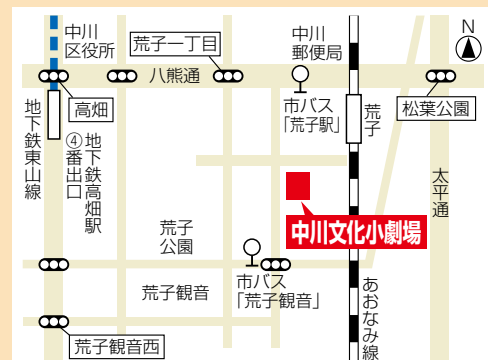 N
中川
区役所
荒子一丁目
中川
郵便局
八熊通
高畑
市バス
「荒子駅」
荒子
松葉公園
地下鉄東山線
地下鉄高畑駅
④番出口
太平通
中川文化小劇場
荒子
公園
市バス
「荒子観音」
荒子観音
あおなみ線
荒子観音西